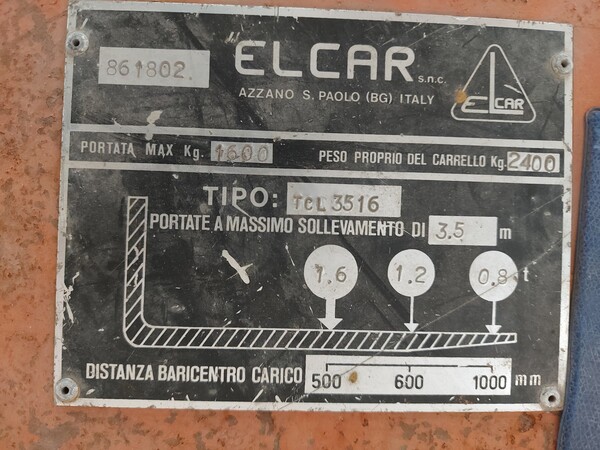 861802.
ELCAR s.n.c.
AZZANO S. PAOLO (BG) ITALY
ELCAR
PORTATA MAX Kg. 1600
PESO PROPRIO DEL CARRELLO Kg. 2400
TIPO: TCL 3516
PORTATE A MASSIMO SOLLEVAMENTO DI 3.5 m
1.6 1.2 0.8 t
DISTANZA BARICENTRO CARICO 500 600 1000 mm